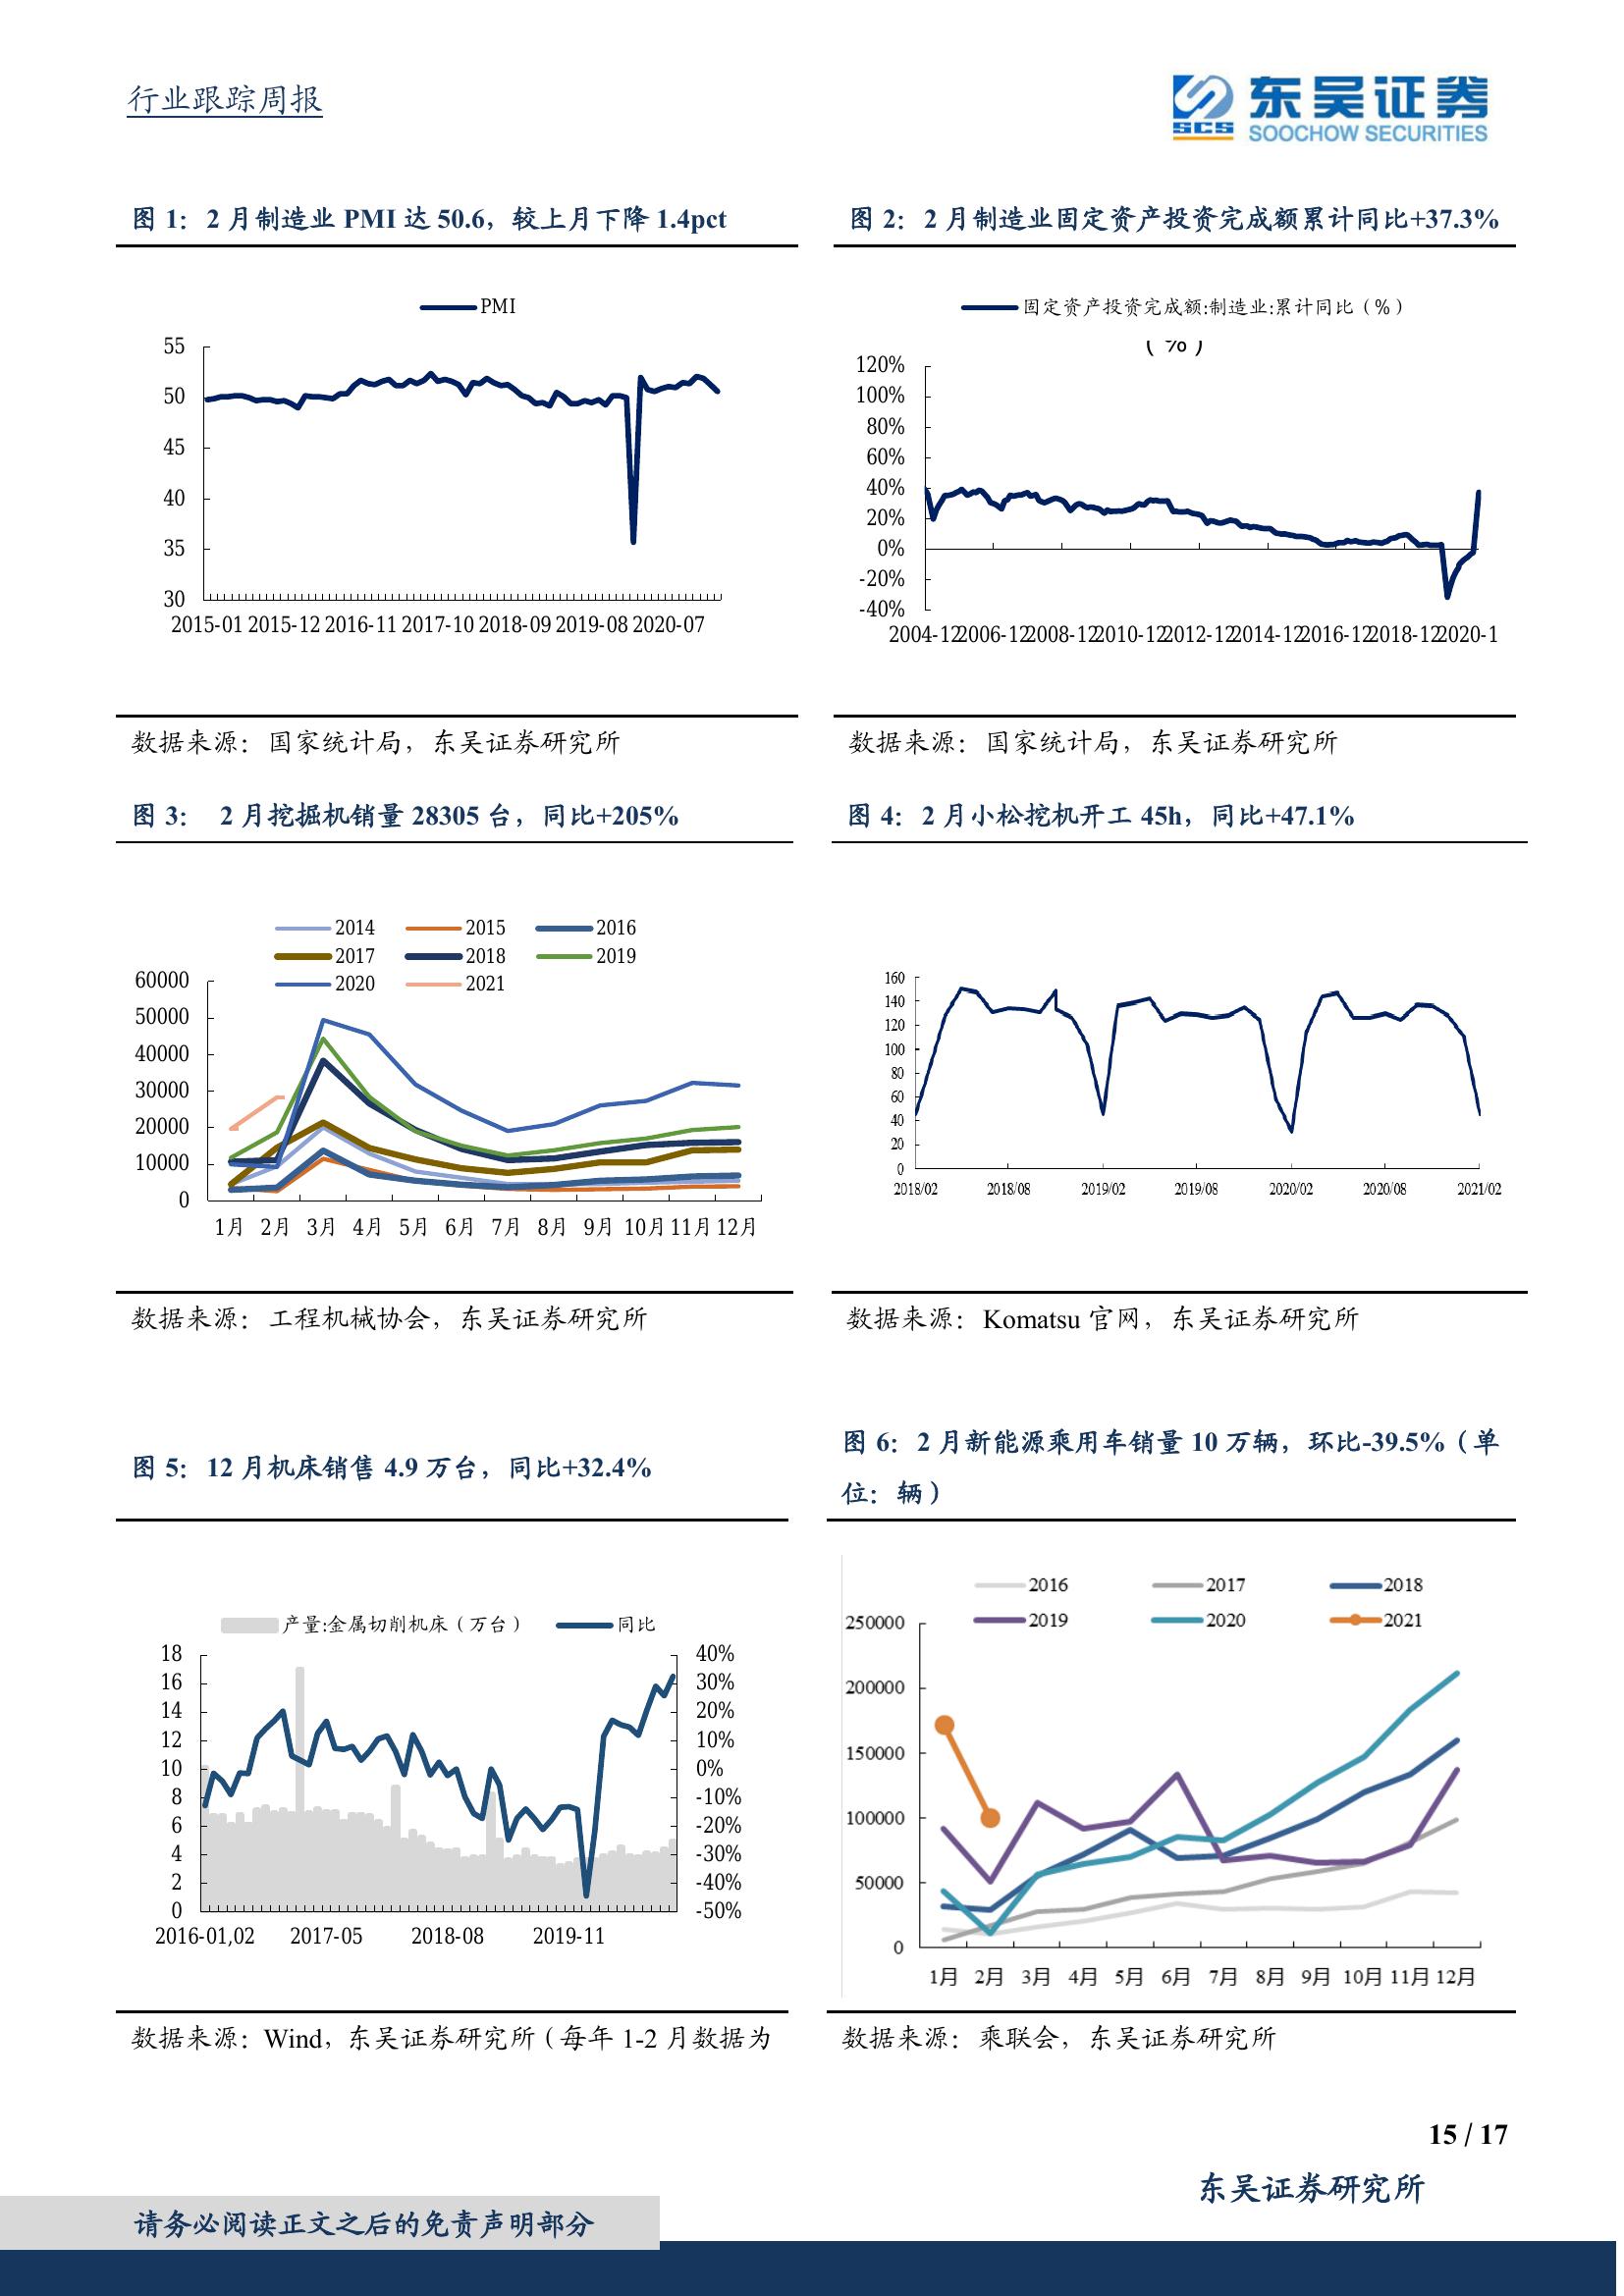 行业跟踪周报
SCS
东吴证券
SOOCHOW SECURITIES
图 1：2 月制造业 PMI 达 50.6，较上月下降 1.4pct
PMI
55
50
45
40
35
30
2015-01 2015-12 2016-11 2017-10 2018-09 2019-08 2020-07
数据来源：国家统计局，东吴证券研究所
图 2：2 月制造业固定资产投资完成额累计同比+37.3%
固定资产投资完成额:制造业:累计同比（%）
（%）
120%
100%
80%
60%
40%
20%
0%
-20%
-40%
2004-12 2006-12 2008-12 2010-12 2012-12 2014-12 2016-12 2018-12 2020-1
数据来源：国家统计局，东吴证券研究所
图 3： 2 月挖掘机销量 28305 台，同比+205%
2014 2015 2016
2017 2018 2019
2020 2021
60000
50000
40000
30000
20000
10000
0
1月 2月 3月 4月 5月 6月 7月 8月 9月 10月 11月 12月
数据来源：工程机械协会，东吴证券研究所
图 4：2 月小松挖机开工 45h，同比+47.1%
160
140
120
100
80
60
40
20
0
2018/02 2018/08 2019/02 2019/08 2020/02 2020/08 2021/02
数据来源：Komatsu 官网，东吴证券研究所
图 5：12 月机床销售 4.9 万台，同比+32.4%
产量:金属切削机床（万台） 同比
18 40%
16 30%
14 20%
12 10%
10 0%
8 -10%
6 -20%
4 -30%
2 -40%
0 -50%
2016-01,02 2017-05 2018-08 2019-11
数据来源：Wind，东吴证券研究所（每年 1-2 月数据为
图 6：2 月新能源乘用车销量 10 万辆，环比-39.5%（单
位：辆）
2016 2017 2018
2019 2020 2021
250000
200000
150000
100000
50000
0
1月 2月 3月 4月 5月 6月 7月 8月 9月 10月 11月 12月
数据来源：乘联会，东吴证券研究所
15 / 17
东吴证券研究所
请务必阅读正文之后的免责声明部分